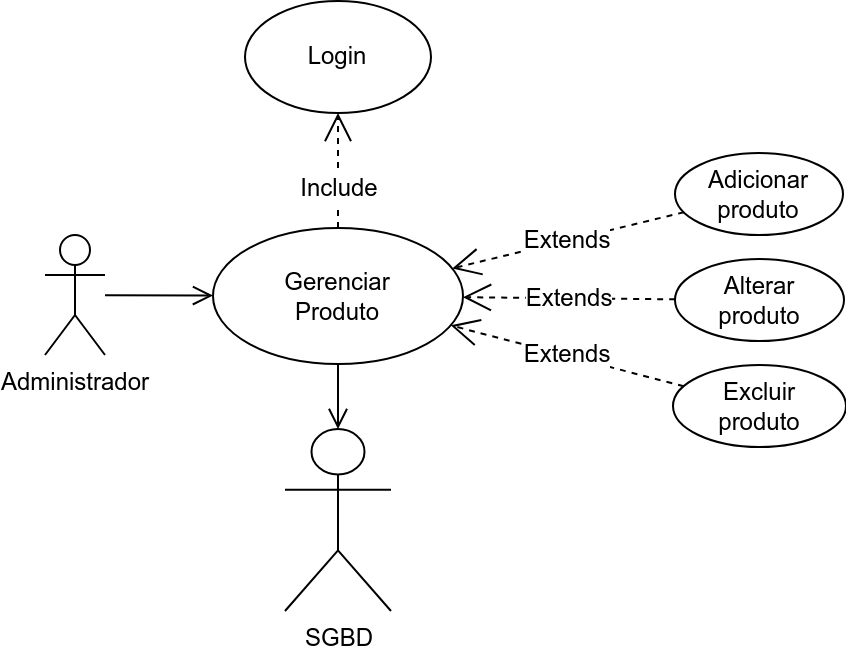 Login
Include
Adicionar
produto
Extends
Gerenciar
Produto
Extends
Alterar
produto
Extends
Administrador
Excluir
produto
SGBD